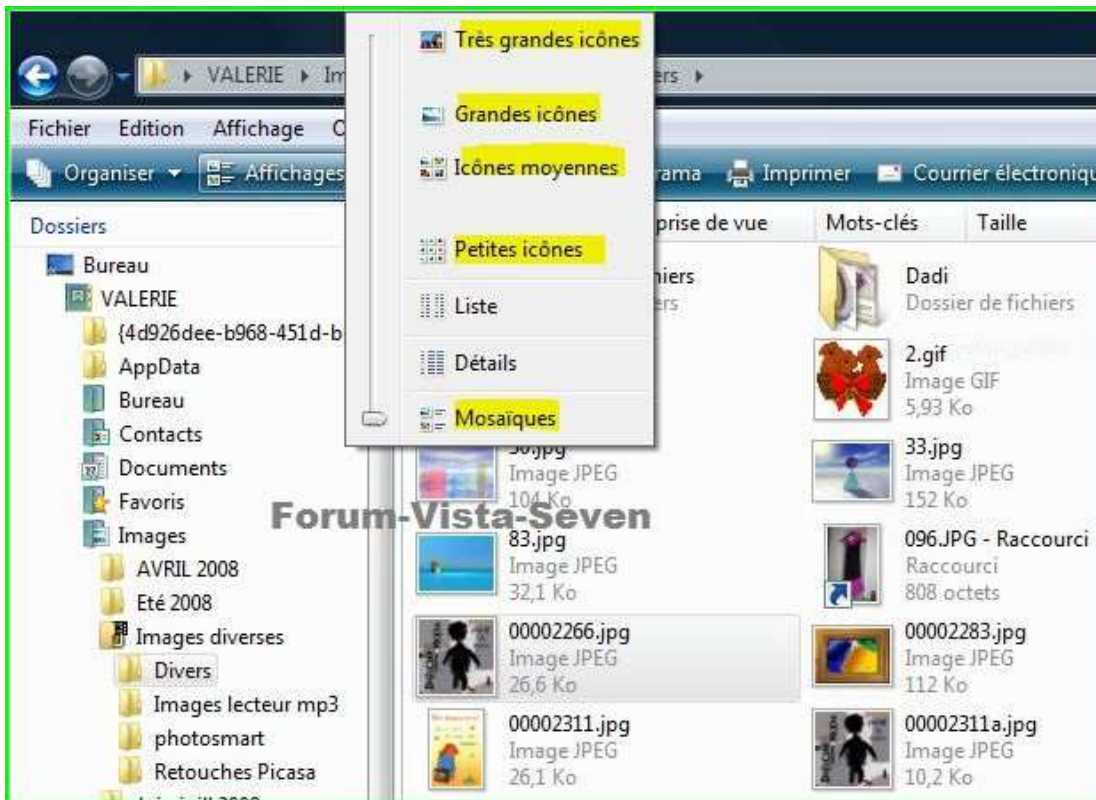 Très grandes icônes
VALERIE
Fichier Edition Affichage
Grandes icônes
Icônes moyennes
Organiser Affichages Imprimer Courrier
Dossiers
prise de vue Mots-clés Taille
Petites icônes
Liste
Détails
Mosaïques
Bureau
VALERIE
{4d926dee-b968-451d-b
AppData
Bureau
Contacts
Documents
Favoris
Images
AVRIL 2008
Eté 2008
Images diverses
Divers
Images lecteur mp3
photosmart
Retouches Picasa
Dadi
Dossier de fichiers
2.gif
Image GIF
5,93 Ko
Image JPEG
104 Ko
33.jpg
Image JPEG
152 Ko
Forum-Vista-Seven
83.jpg
Image JPEG
32,1 Ko
096.JPG - Raccourci
Raccourci
808 octets
00002266.jpg
Image JPEG
26,6 Ko
00002283.jpg
Image JPEG
112 Ko
00002311.jpg
Image JPEG
26,1 Ko
00002311a.jpg
Image JPEG
10,2 Ko